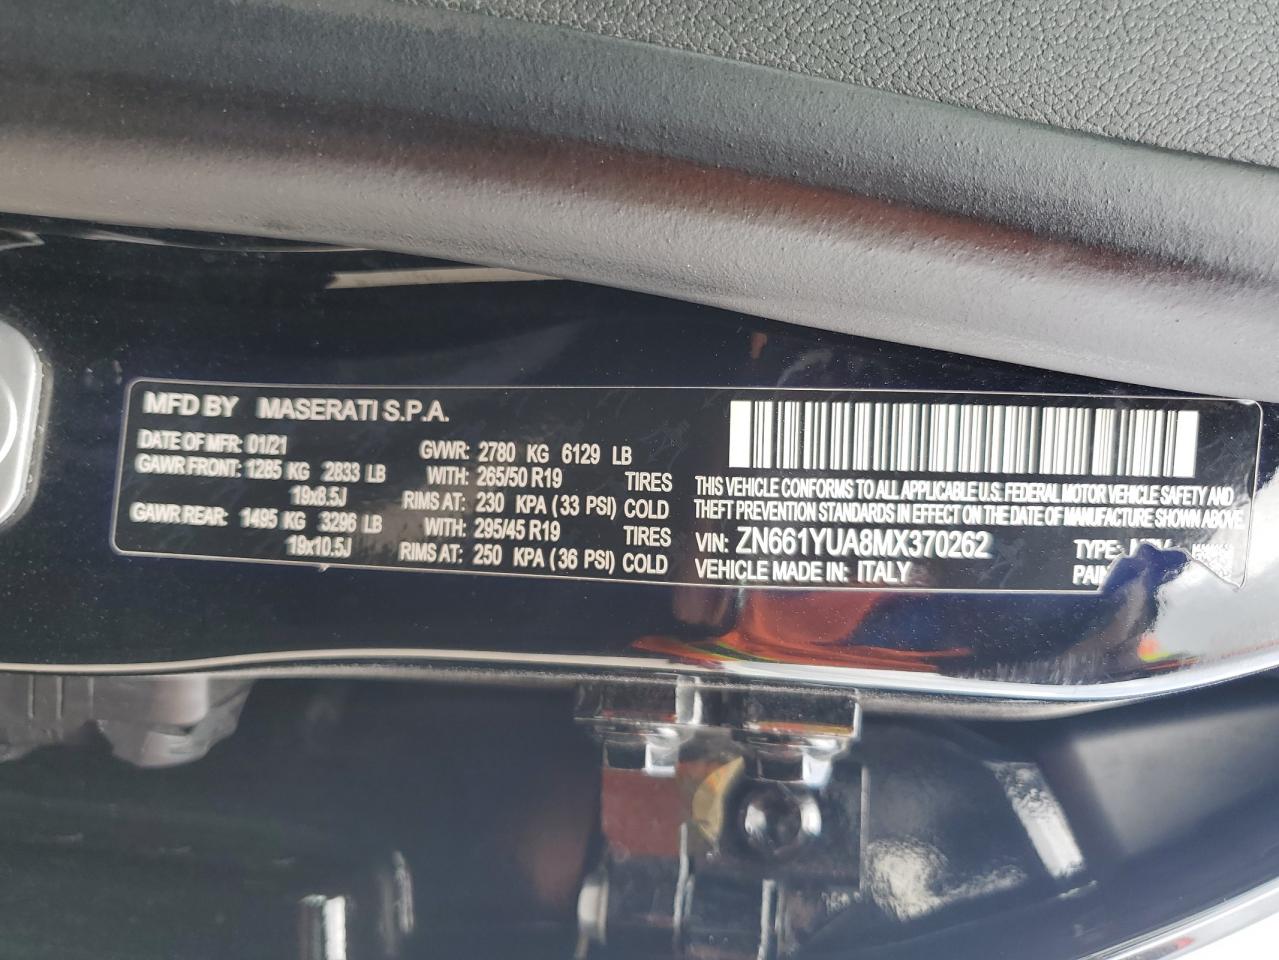 MFD BY MASERATI S.P.A.
DATE OF MFR: 01/21
GVWR: 2780 KG 6129 LB
GAWR FRONT: 1285 KG 2833 LB WITH: 265/50 R19 TIRES
19x8.5J RIMS AT: 230 KPA (33 PSI) COLD
GAWR REAR: 1495 KG 3296 LB WITH: 295/45 R19 TIRES
19x10.5J RIMS AT: 250 KPA (36 PSI) COLD
THIS VEHICLE CONFORMS TO ALL APPLICABLE U.S. FEDERAL MOTOR VEHICLE SAFETY AND
THEFT PREVENTION STANDARDS IN EFFECT ON THE DATE OF MANUFACTURE SHOWN ABOVE.
VIN: ZN661YUA8MX370262 TYPE:
VEHICLE MADE IN: ITALY